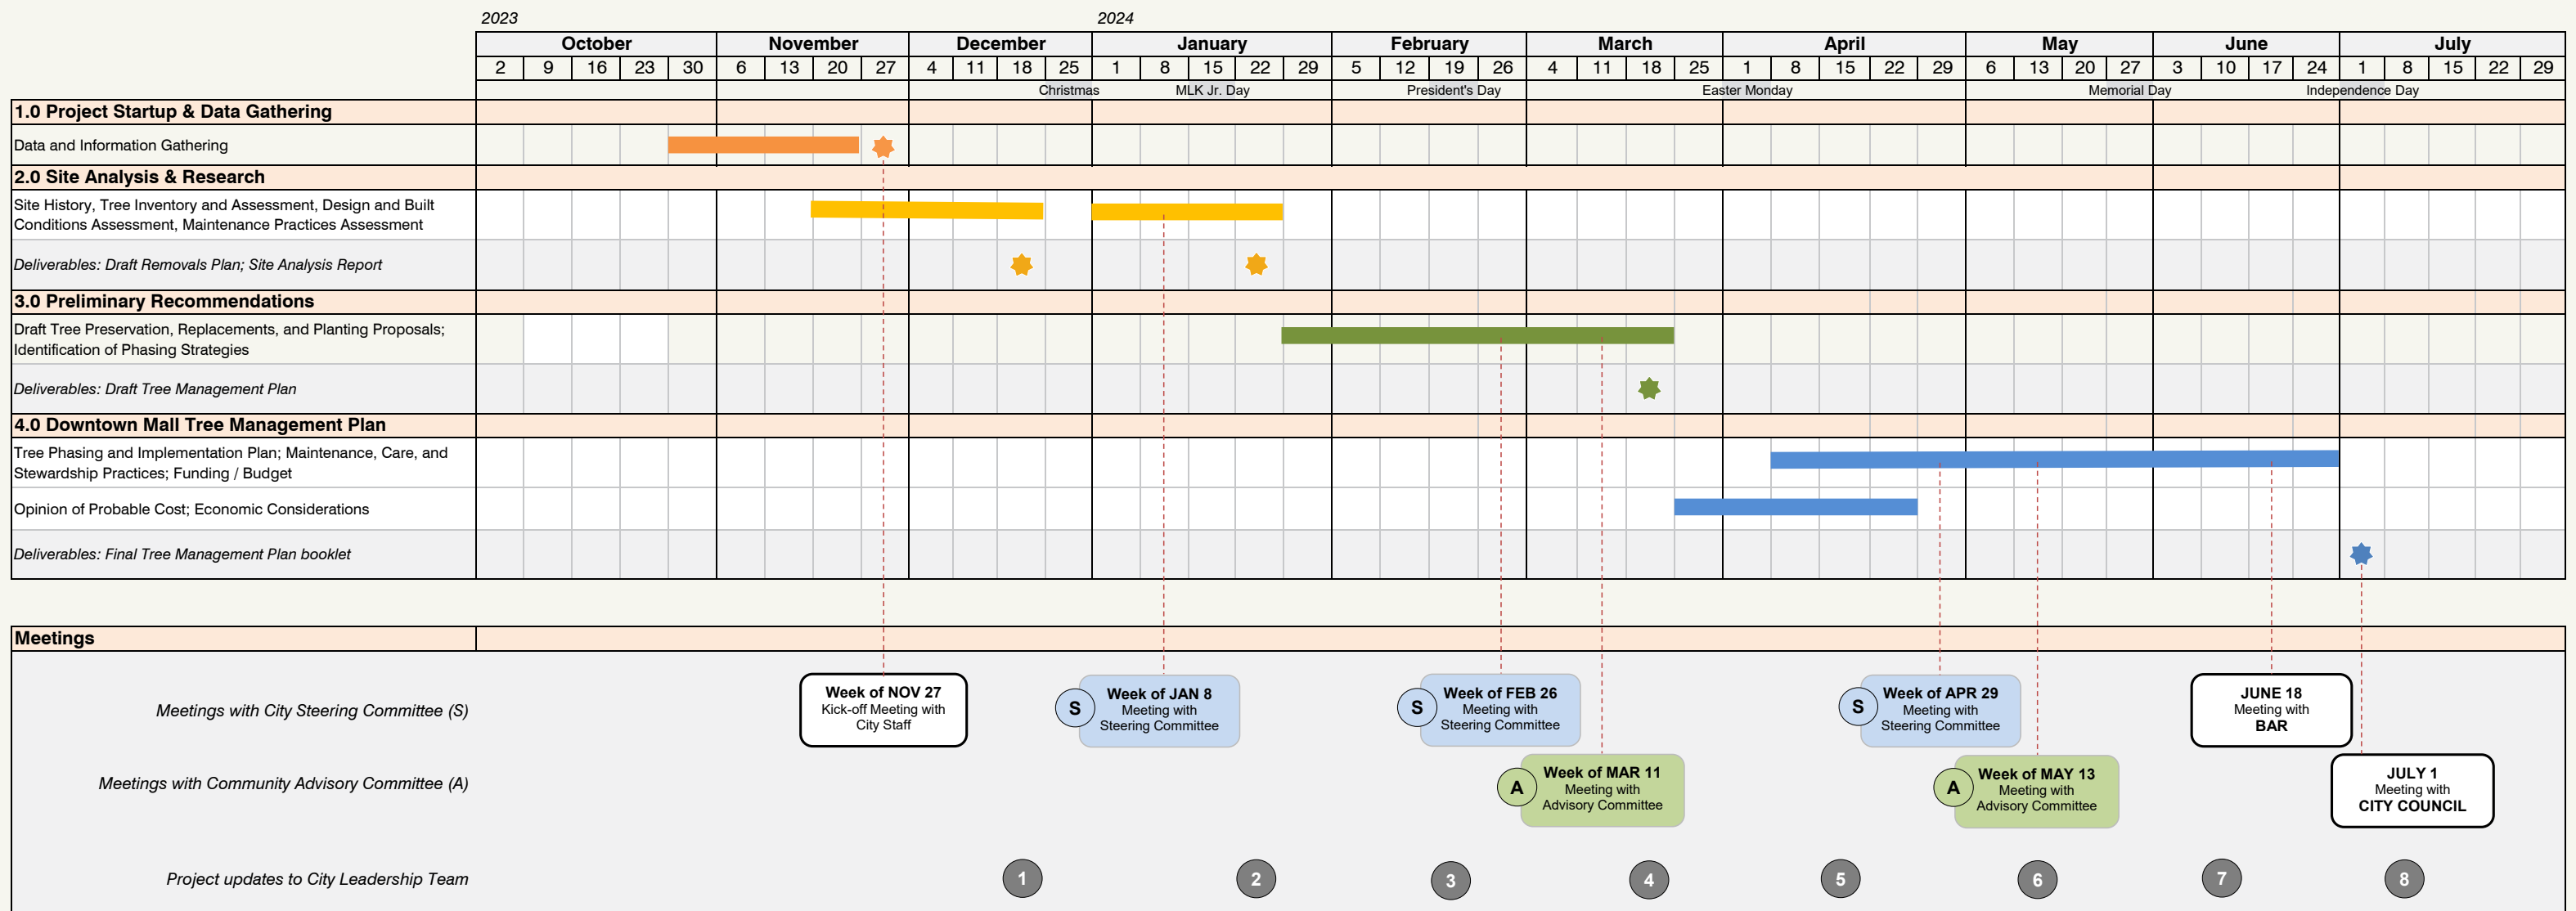 2023 2024
October November December January February March April May June July
2 9 16 23 30 6 13 20 27 4 11 18 25 1 8 15 22 29 5 12 19 26 4 11 18 25 1 8 15 22 29 6 13 20 27 3 10 17 24 1 8 15 22 29
Christmas MLK Jr. Day President's Day Easter Monday Memorial Day Independence Day
1.0 Project Startup & Data Gathering
Data and Information Gathering
2.0 Site Analysis & Research
Site History, Tree Inventory and Assessment, Design and Built
Conditions Assessment, Maintenance Practices Assessment
Deliverables: Draft Removals Plan; Site Analysis Report
3.0 Preliminary Recommendations
Draft Tree Preservation, Replacements, and Planting Proposals;
Identification of Phasing Strategies
Deliverables: Draft Tree Management Plan
4.0 Downtown Mall Tree Management Plan
Tree Phasing and Implementation Plan; Maintenance, Care, and
Stewardship Practices; Funding / Budget
Opinion of Probable Cost; Economic Considerations
Deliverables: Final Tree Management Plan booklet
Meetings
Meetings with City Steering Committee (S)
Week of NOV 27
Kick-off Meeting with
City Staff
S
Week of JAN 8
Meeting with
Steering Committee
S
Week of FEB 26
Meeting with
Steering Committee
S
Week of APR 29
Meeting with
Steering Committee
JUNE 18
Meeting with
BAR
Meetings with Community Advisory Committee (A)
A
Week of MAR 11
Meeting with
Advisory Committee
A
Week of MAY 13
Meeting with
Advisory Committee
JULY 1
Meeting with
CITY COUNCIL
Project updates to City Leadership Team
1 2 3 4 5 6 7 8